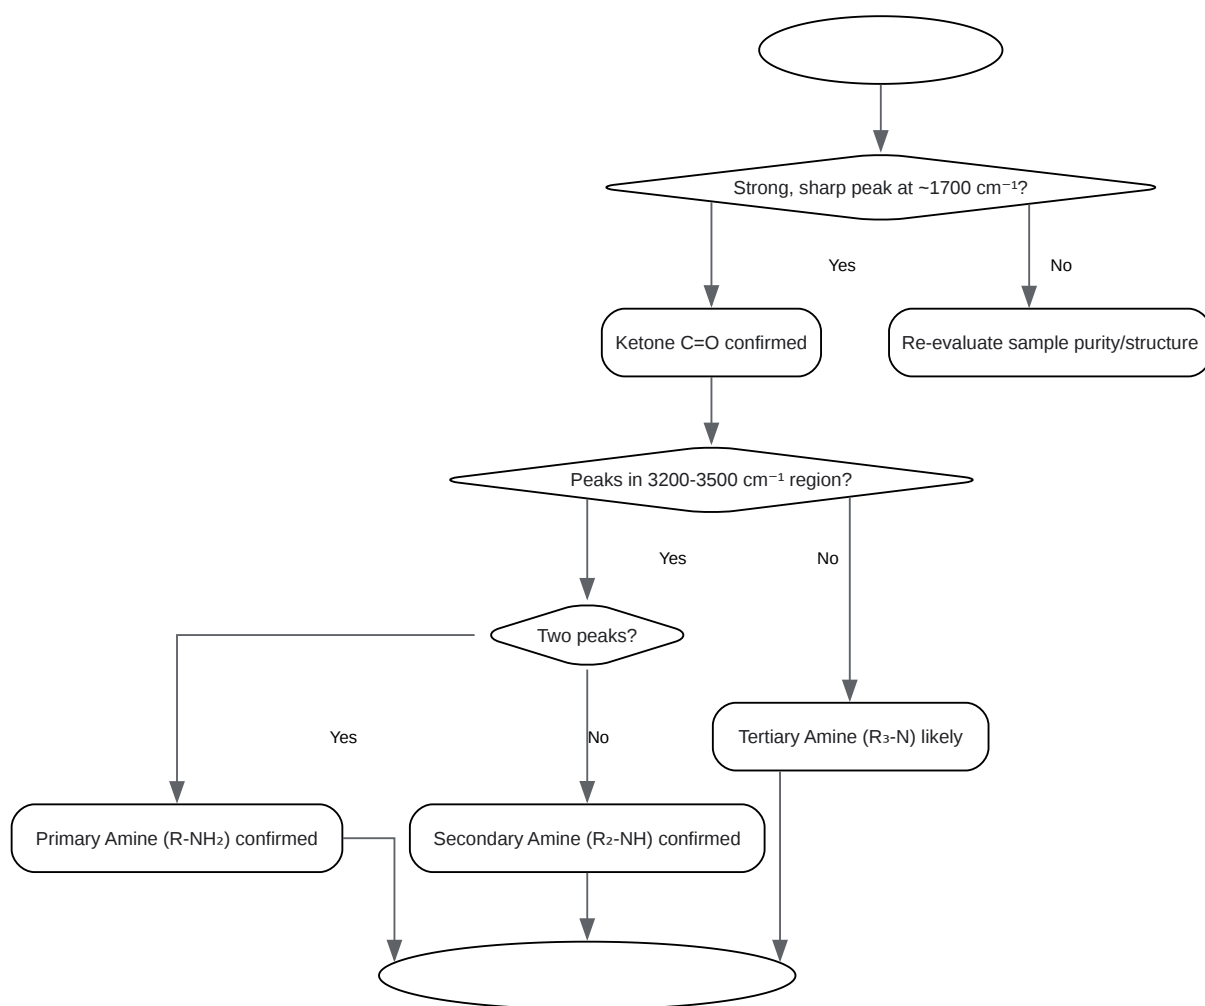 Strong, sharp peak at ~1700 cm⁻¹?
Yes
No
Ketone C=O confirmed
Re-evaluate sample purity/structure
Peaks in 3200-3500 cm⁻¹ region?
Yes
No
Two peaks?
Yes
No
Tertiary Amine (R₃-N) likely
Primary Amine (R-NH₂) confirmed
Secondary Amine (R₂-NH) confirmed